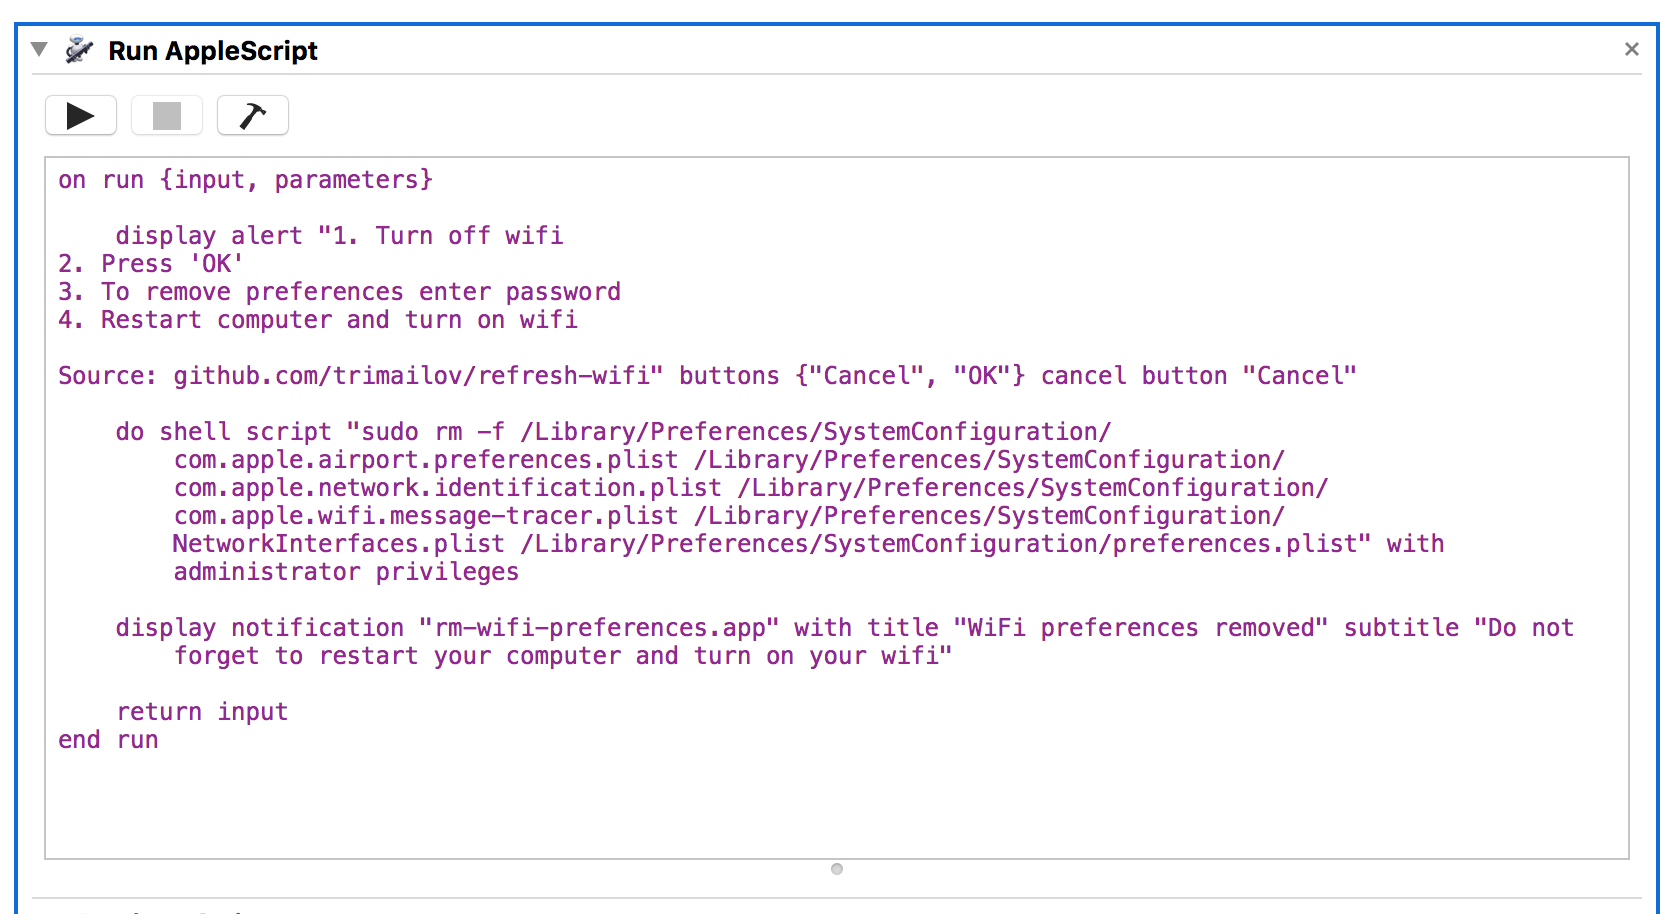 Run AppleScript
on run {input, parameters}
display alert "1. Turn off wifi
2. Press 'OK'
3. To remove preferences enter password
4. Restart computer and turn on wifi
Source: github.com/trimailov/refresh-wifi" buttons {"Cancel", "OK"} cancel button "Cancel"
do shell script "sudo rm -f /Library/Preferences/SystemConfiguration/
com.apple.airport.preferences.plist /Library/Preferences/SystemConfiguration/
com.apple.network.identification.plist /Library/Preferences/SystemConfiguration/
com.apple.wifi.message-tracer.plist /Library/Preferences/SystemConfiguration/
NetworkInterfaces.plist /Library/Preferences/SystemConfiguration/preferences.plist" with
administrator privileges
display notification "rm-wifi-preferences.app" with title "WiFi preferences removed" subtitle "Do not
forget to restart your computer and turn on your wifi"
return input
end run